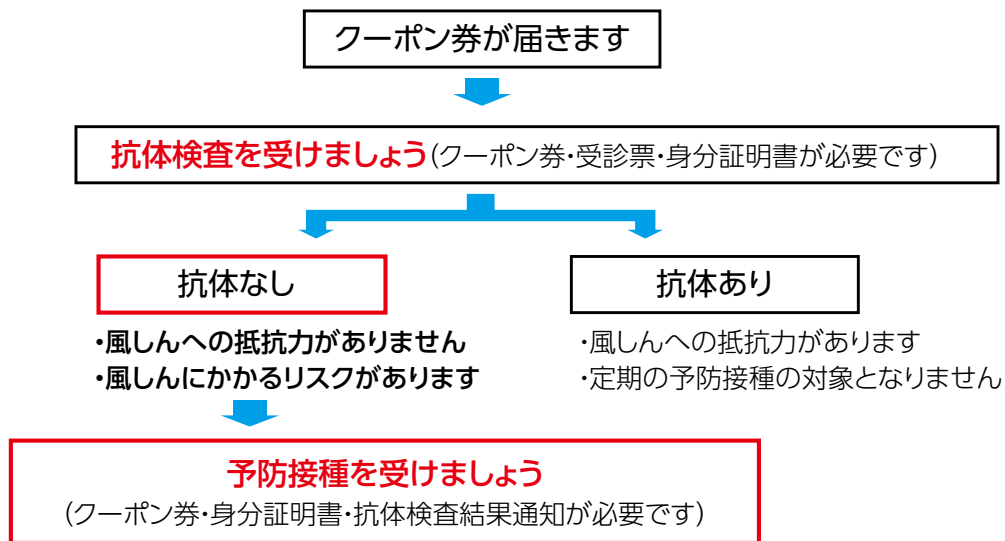 クーポン券が届きます
抗体検査を受けましょう(クーポン券・受診票・身分証明書が必要です)
抗体なし
・風しんへの抵抗力がありません
・風しんにかかるリスクがあります
抗体あり
・風しんへの抵抗力があります
・定期の予防接種の対象となりません
予防接種を受けましょう
(クーポン券・身分証明書・抗体検査結果通知が必要です)